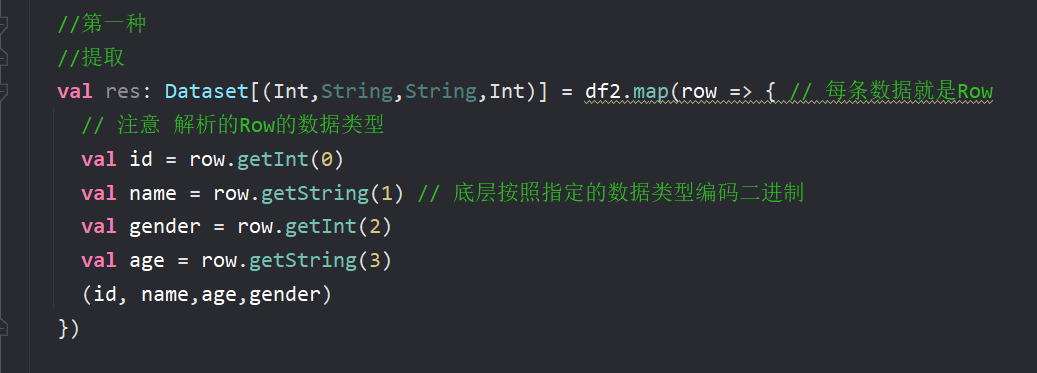 //第一种
//提取
val res: Dataset[(Int,String,String,Int)] = df2.map(row => { // 每条数据就是Row
// 注意 解析的Row的数据类型
val id = row.getInt(0)
val name = row.getString(1) // 底层按照指定的数据类型编码二进制
val gender = row.getInt(2)
val age = row.getString(3)
(id, name,age,gender)
})